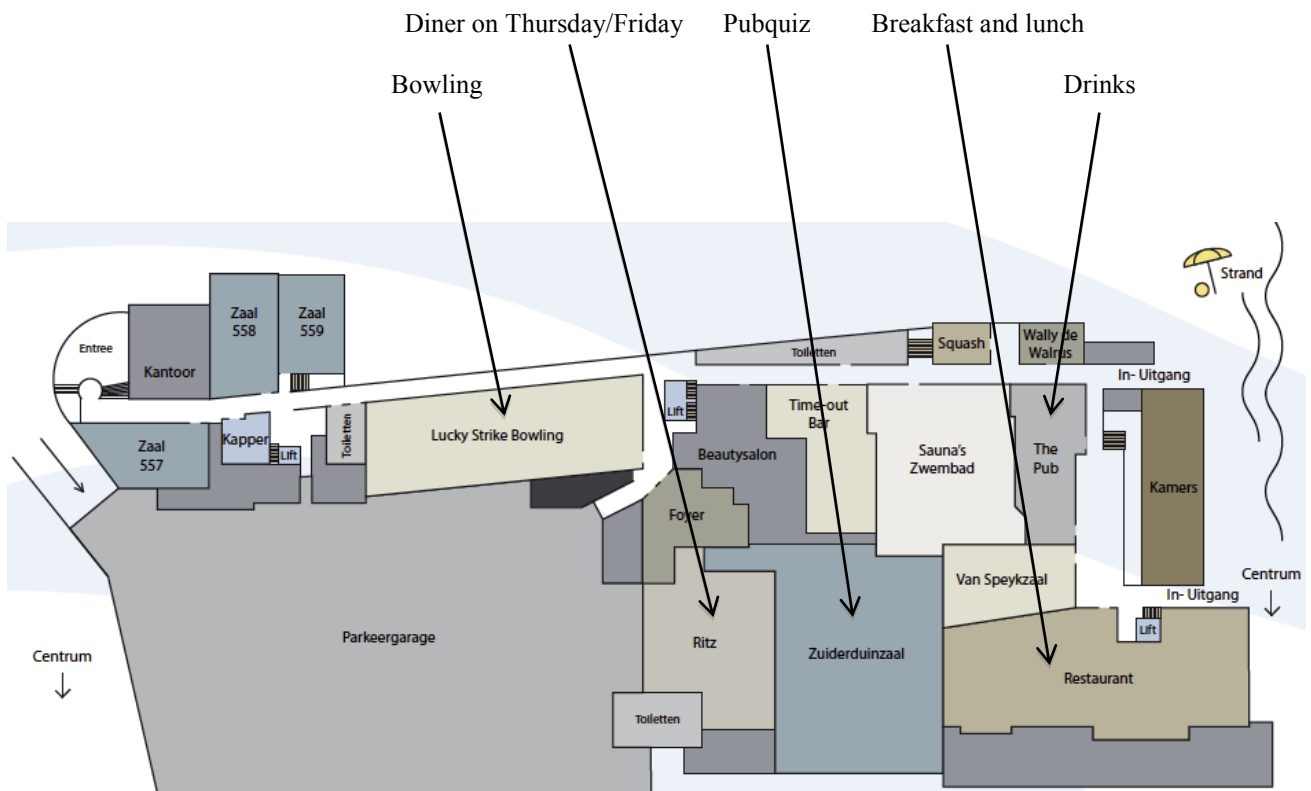 Diner on Thursday/Friday
Pubquiz
Breakfast and lunch
Bowling
Drinks
Strand
Zaal
558
Zaal
559
Entree
Kantoor
Toiletten
Squash
Wally de
Walrus
In- Uitgang
Kapper
Lift
Toiletten
Lucky Strike Bowling
Lift
Time-out
Bar
Beautysalon
Sauna's
Zwembad
The
Pub
Kamers
Zaal
557
Foyer
Van Speykzaal
Centrum
In- Uitgang
Lift
Parkeergarage
Ritz
Zuiderduinzaal
Restaurant
Centrum
Toiletten